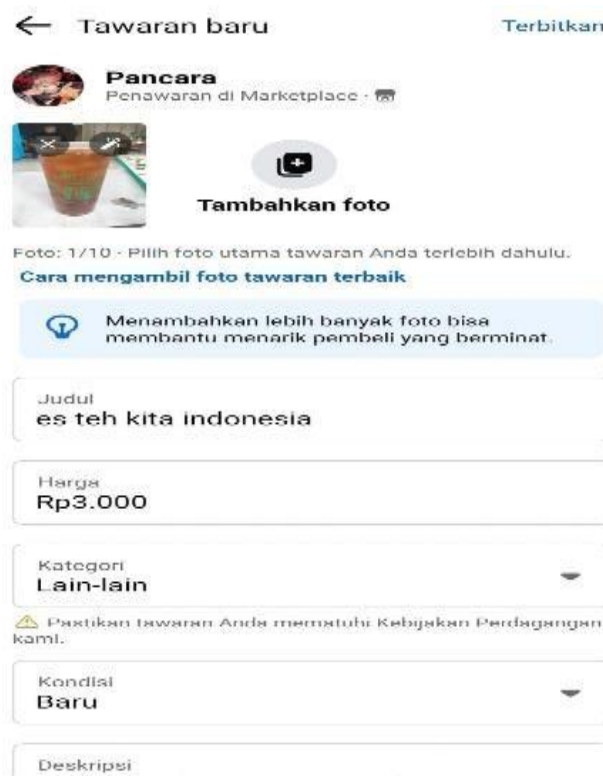 Tawaran baru
Terbitkan
Pancara
Penawaran di Marketplace ·
Tambahkan foto
Foto: 1/10 · Pilih foto utama tawaran Anda terlebih dahulu.
Cara mengambil foto tawaran terbaik
Menambahkan lebih banyak foto bisa
membantu menarik pembeli yang berminat.
Judul
es teh kita indonesia
Harga
Rp3.000
Kategori
Lain-lain
Pastikan tawaran Anda mematuhi Kebijakan Perdagangan
kami.
Kondisi
Baru
Deskripsi